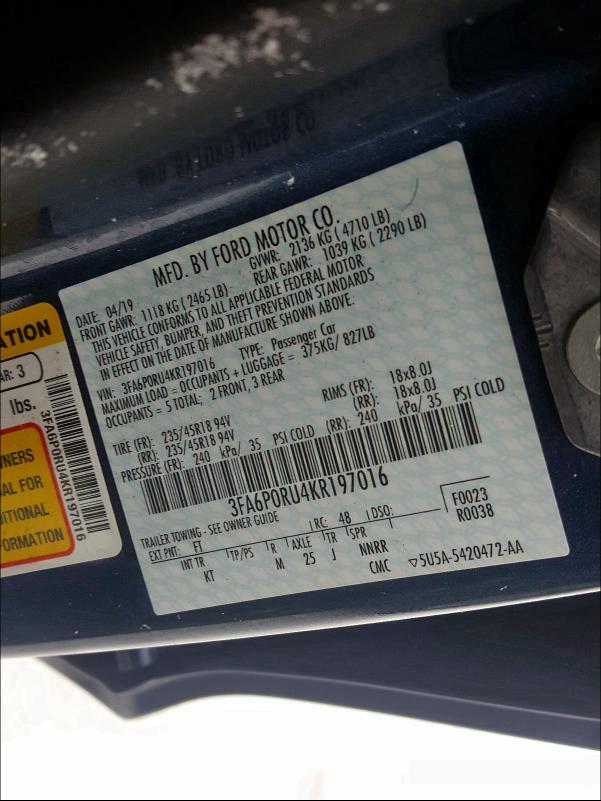 MFD. BY FORD MOTOR CO.
DATE: 04/19 GVWR: 2136 KG ( 4710 LB)
FRONT GAWR: 1118 KG ( 2465 LB) REAR GAWR: 1039 KG ( 2290 LB)
THIS VEHICLE CONFORMS TO ALL APPLICABLE FEDERAL MOTOR
VEHICLE SAFETY, BUMPER, AND THEFT PREVENTION STANDARDS
IN EFFECT ON THE DATE OF MANUFACTURE SHOWN ABOVE.
VIN: 3FA6P0RU4KR197016 TYPE: Passenger Car
MAXIMUM LOAD = OCCUPANTS + LUGGAGE = 375KG/ 827LB
OCCUPANTS = 5 TOTAL: 2 FRONT, 3 REAR
TIRE (FR): 235/45R18 94V RIMS (FR): 18x8.0J
(RR): 235/45R18 94V (RR): 18x8.0J
PRESSURE (FR): 240 kPa/ 35 PSI COLD (RR): 240 kPa/ 35 PSI COLD
3FA6P0RU4KR197016
TRAILER TOWING - SEE OWNER GUIDE
EXT PNT: FT RC: 48 DSO: F0023
R0038
INT TR TP/PS R AXLE TR SPR
KT M 25 J NNRR
CMC ▽5U5A-5420472-AA
ATION
AR: 3
lbs.
NERS
AL FOR
DITIONAL
FORMATION
3FA6P0RU4KR197016